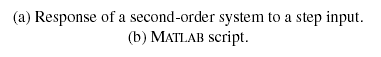 (a) Response of a second-order system to a step input.
(b) MATLAB script.